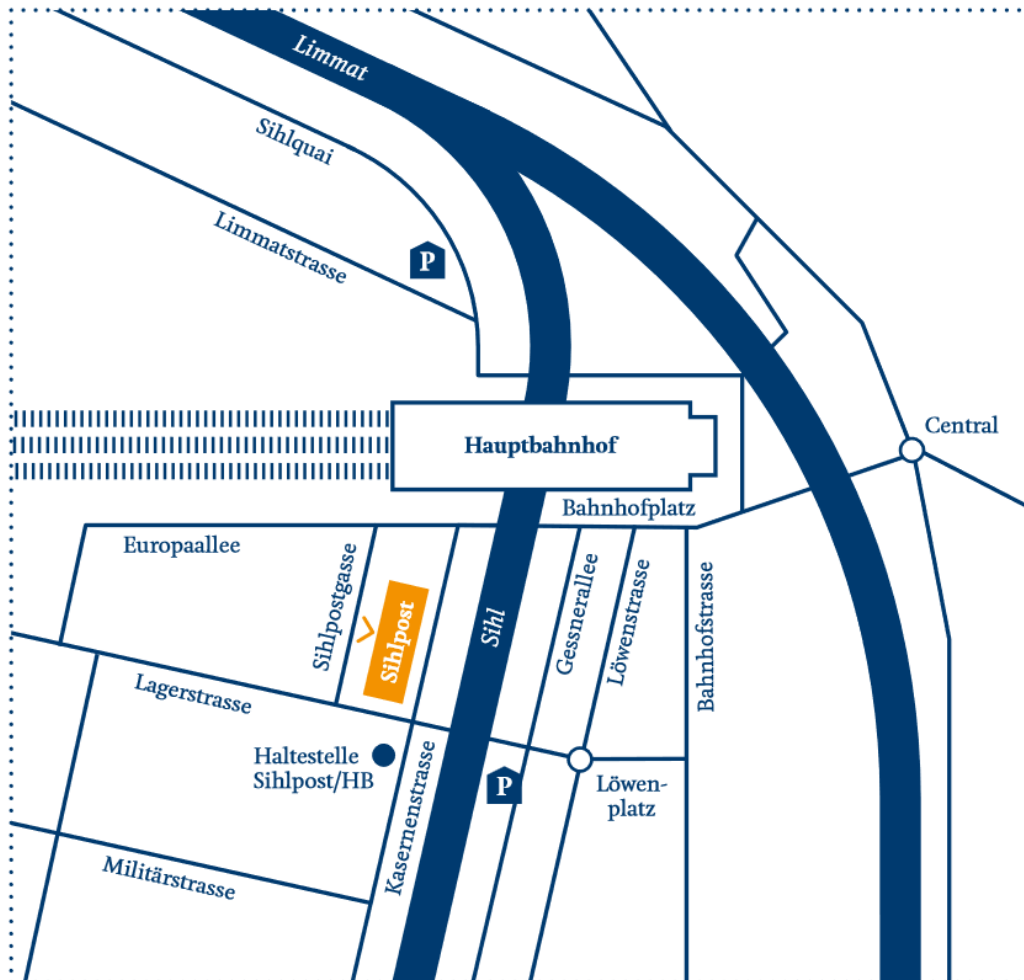 Limmat
Sihlquai
Limmatstrasse
P
Central
Hauptbahnhof
Bahnhofplatz
Europaallee
Sihlpostgasse
Sihlpost
Sihl
Gessnerallee
Löwenstrasse
Bahnhofstrasse
Lagerstrasse
Haltestelle
Sihlpost/HB
Kasernenstrasse
P
Löwen-
platz
Militärstrasse